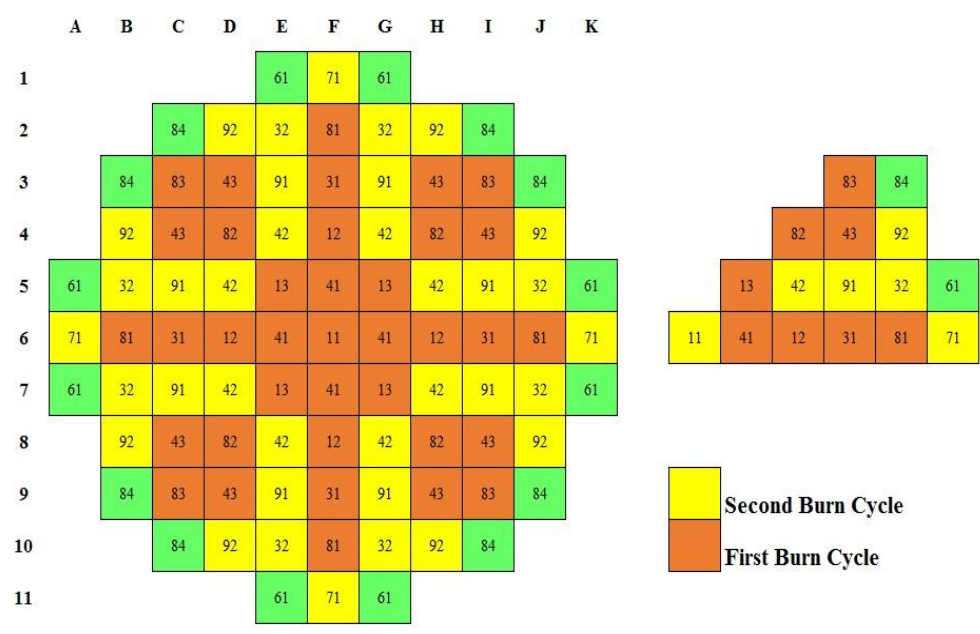 A B C D E F G H I J K
1 61 71 61
2 84 92 32 81 32 92 84
3 84 83 43 91 31 91 43 83 84 83 84
4 92 43 82 42 12 42 82 43 92 82 43 92
5 61 32 91 42 13 41 13 42 91 32 61 13 42 91 32 61
6 71 81 31 12 41 11 41 12 31 81 71 11 41 12 31 81 71
7 61 32 91 42 13 41 13 42 91 32 61
8 92 43 82 42 12 42 82 43 92
9 84 83 43 91 31 91 43 83 84
Second Burn Cycle
10 84 92 32 81 32 92 84
First Burn Cycle
11 61 71 61